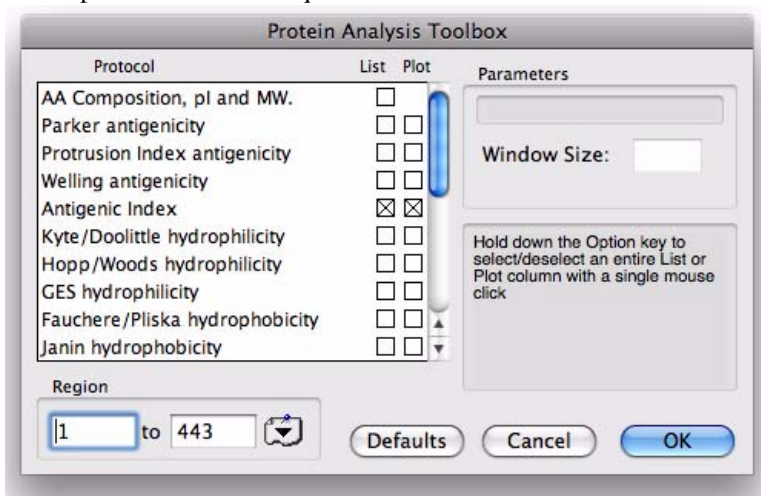 Protein Analysis Toolbox
Protocol List Plot
AA Composition, pI and MW.
Parker antigenicity
Protrusion Index antigenicity
Welling antigenicity
Antigenic Index
Kyte/Doolittle hydrophilicity
Hopp/Woods hydrophilicity
GES hydrophilicity
Fauchere/Pliska hydrophobicity
Janin hydrophobicity
Parameters
Window Size:
Hold down the Option key to
select/deselect an entire List or
Plot column with a single mouse
click
Region
1 to 443
Defaults Cancel OK